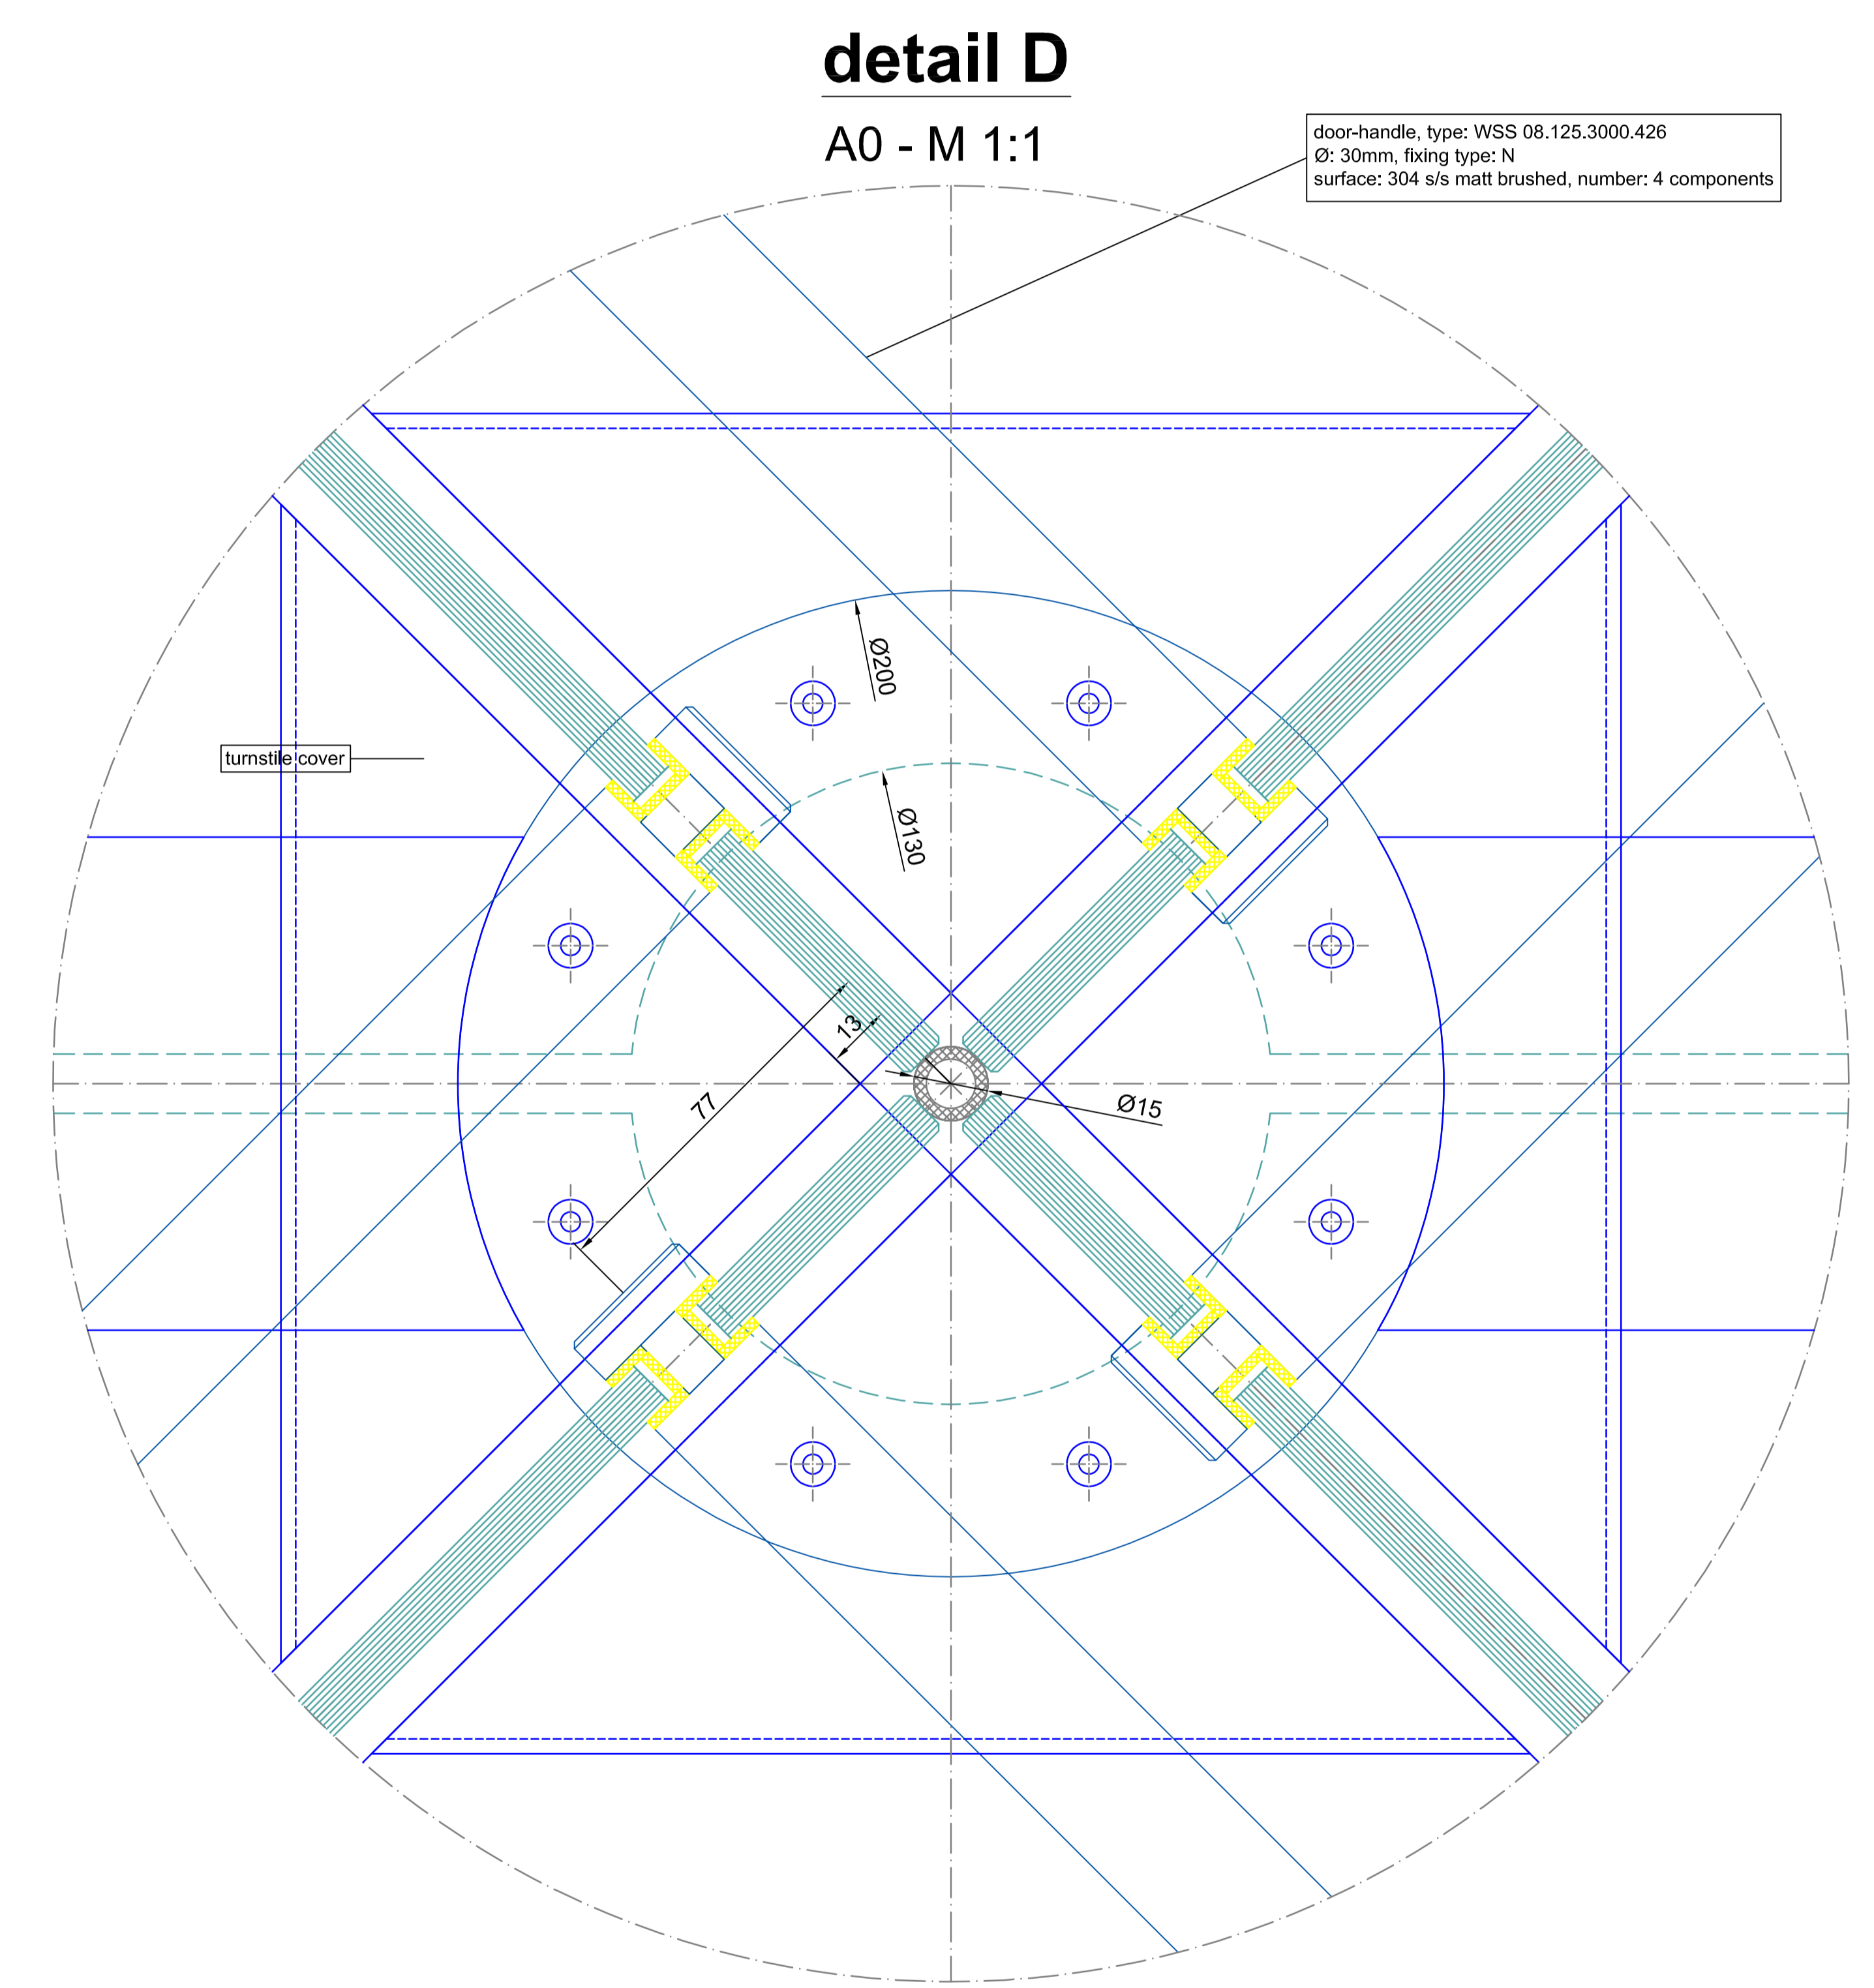 detail D
A0 - M 1:1
door-handle, type: WSS 08.125.3000.426
Ø: 30mm, fixing type: N
surface: 304 s/s matt brushed, number: 4 components
Ø200
turnstile cover
Ø130
13
77
Ø15